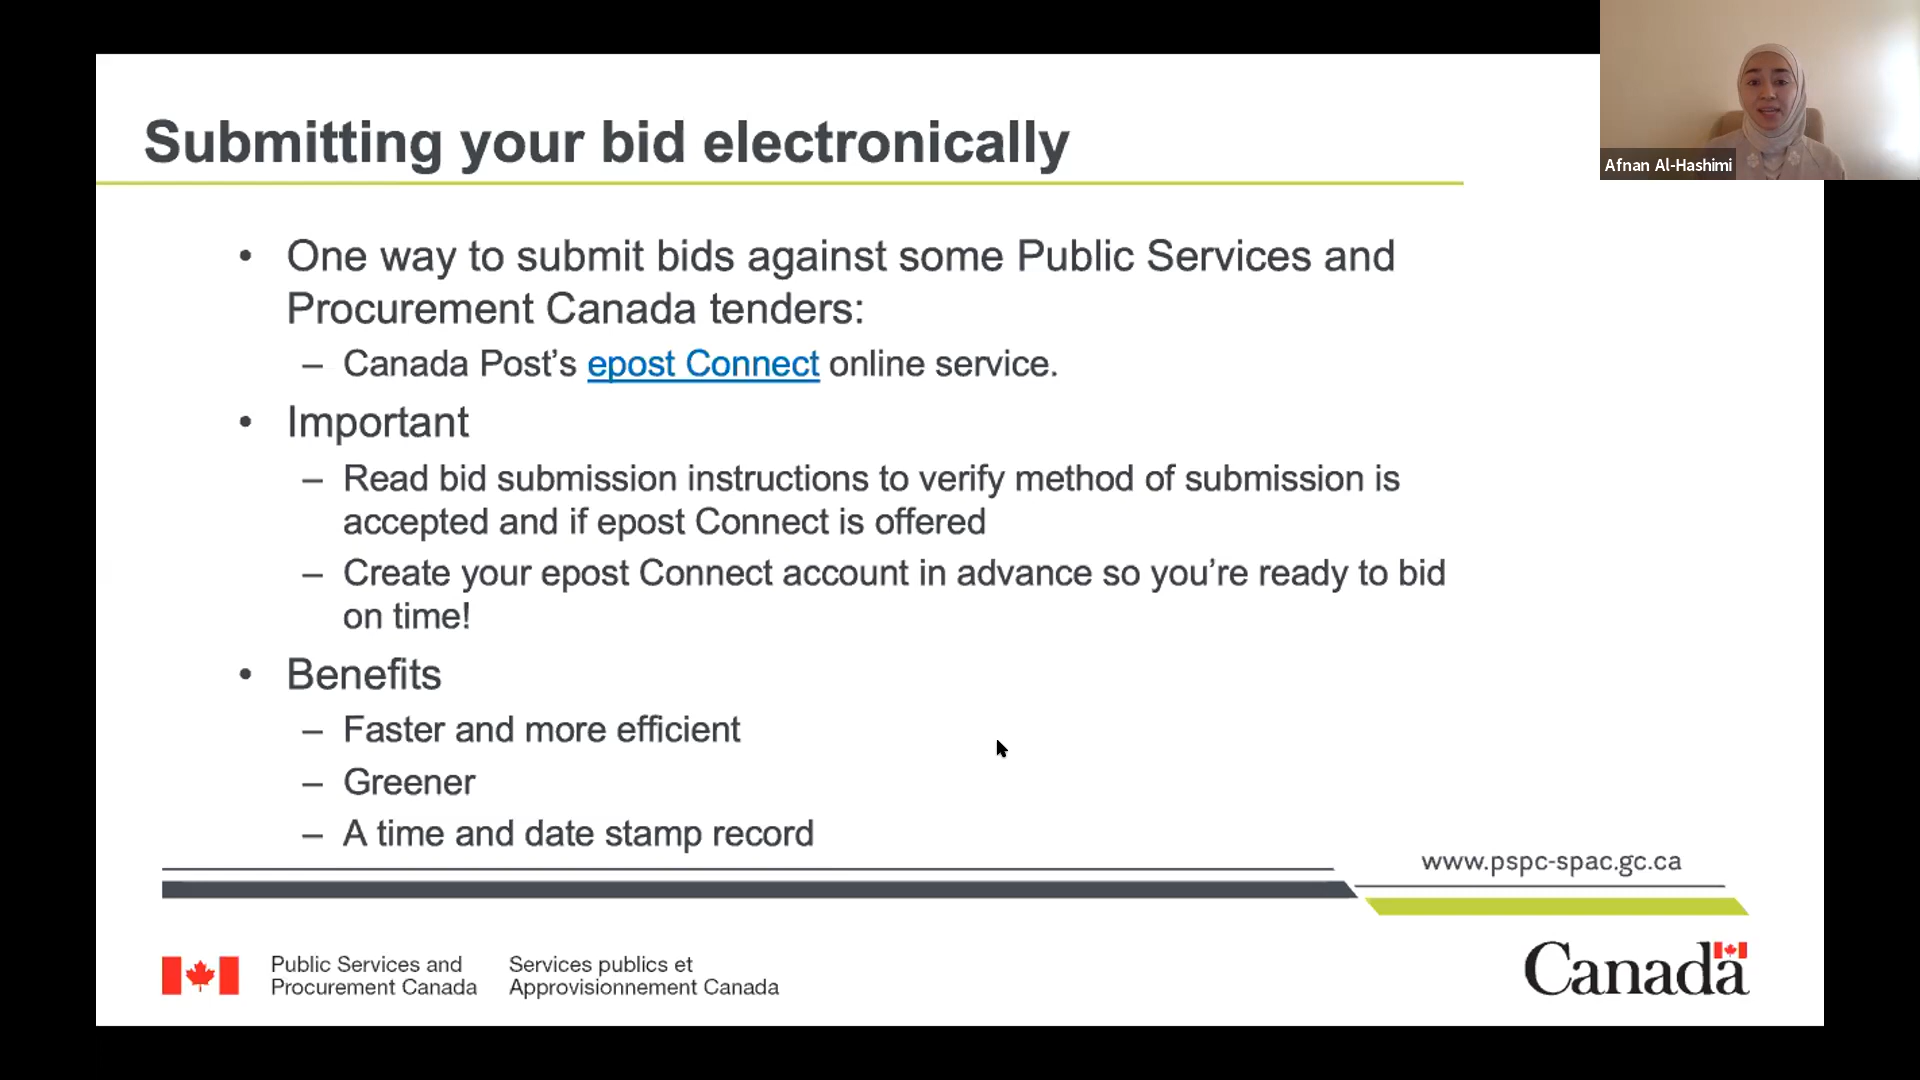 Submitting your bid electronically
Afnan Al-Hashimi
• One way to submit bids against some Public Services and
Procurement Canada tenders:
– Canada Post’s epost Connect online service.
• Important
– Read bid submission instructions to verify method of submission is
accepted and if epost Connect is offered
– Create your epost Connect account in advance so you’re ready to bid
on time!
• Benefits
– Faster and more efficient
– Greener
– A time and date stamp record
www.pspc-spac.gc.ca
Public Services and
Procurement Canada
Services publics et
Approvisionnement Canada
Canada